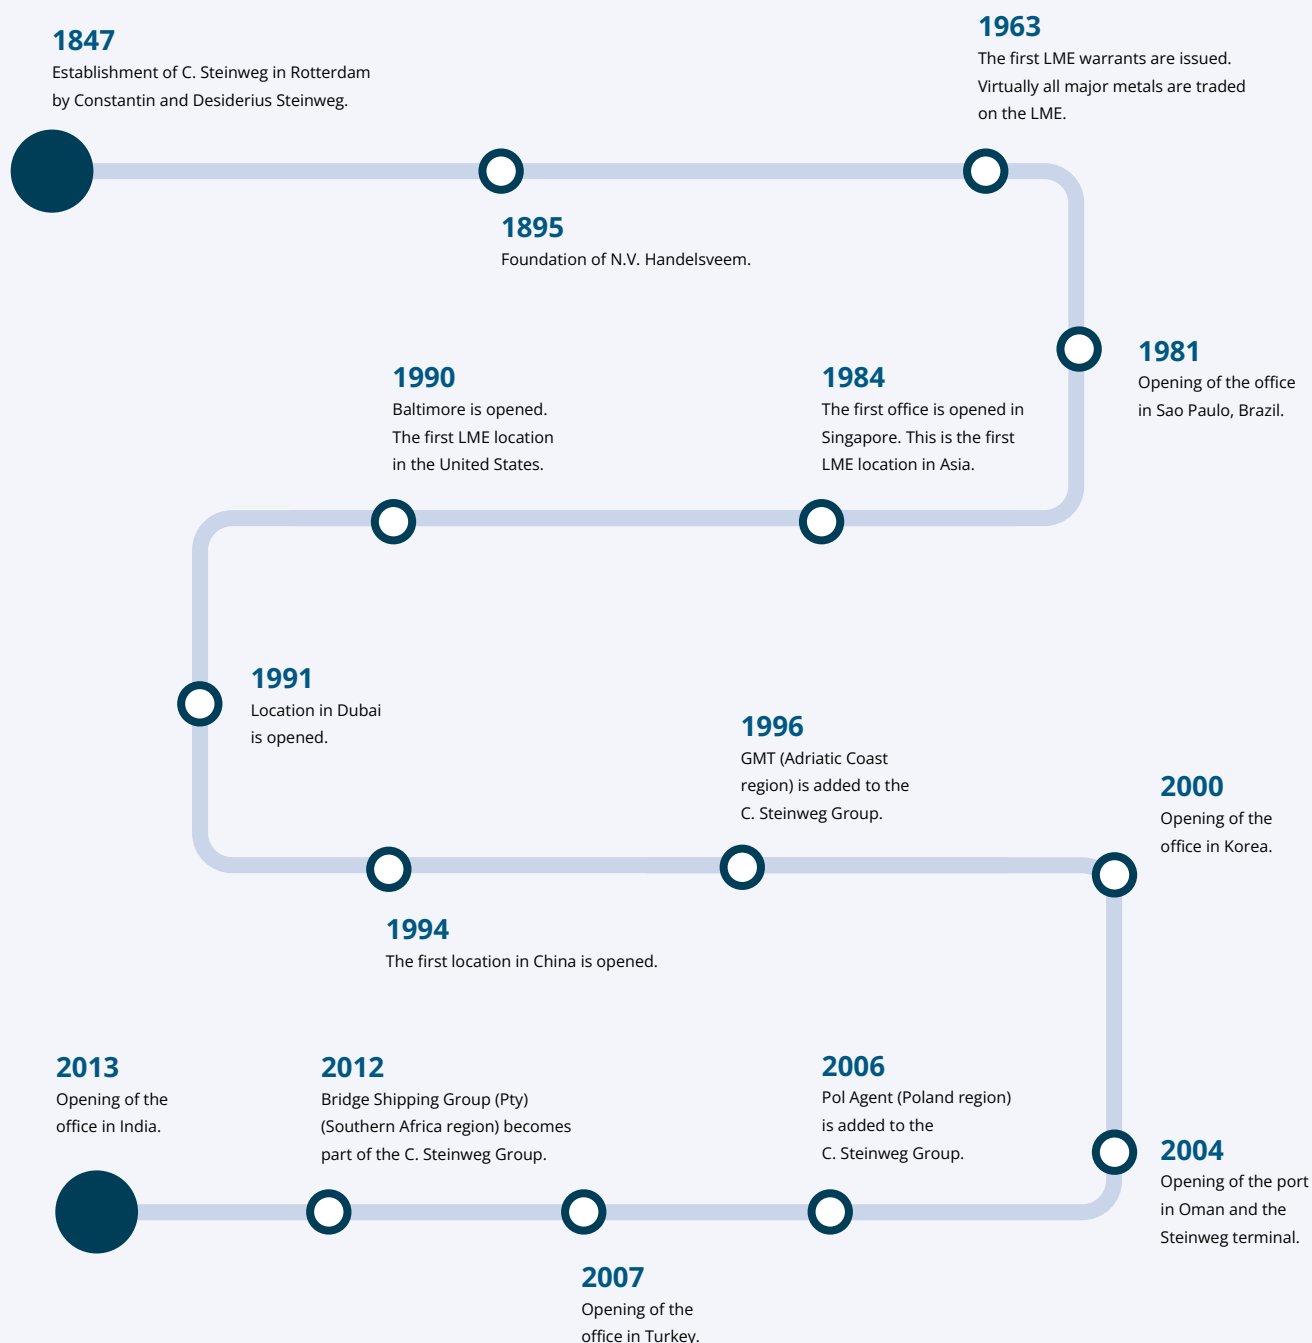 1847
Establishment of C. Steinweg in Rotterdam
by Constantin and Desiderius Steinweg.
1895
Foundation of N.V. Handelsveem.
1963
The first LME warrants are issued.
Virtually all major metals are traded
on the LME.
1981
Opening of the office
in Sao Paulo, Brazil.
1984
The first office is opened in
Singapore. This is the first
LME location in Asia.
1990
Baltimore is opened.
The first LME location
in the United States.
1991
Location in Dubai
is opened.
1994
The first location in China is opened.
1996
GMT (Adriatic Coast
region) is added to the
C. Steinweg Group.
2000
Opening of the
office in Korea.
2004
Opening of the port
in Oman and the
Steinweg terminal.
2006
Pol Agent (Poland region)
is added to the
C. Steinweg Group.
2007
Opening of the
office in Turkey.
2012
Bridge Shipping Group (Pty)
(Southern Africa region) becomes
part of the C. Steinweg Group.
2013
Opening of the
office in India.